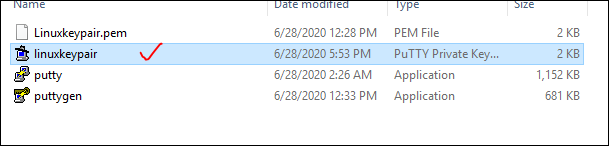 Name Date modified Type Size
Linuxkeypair.pem 6/28/2020 12:28 PM PEM File 2 KB
linuxkeypair 6/28/2020 5:53 PM PuTTY Private Key... 2 KB
putty 6/28/2020 2:26 AM Application 1,152 KB
puttygen 6/28/2020 12:33 PM Application 681 KB